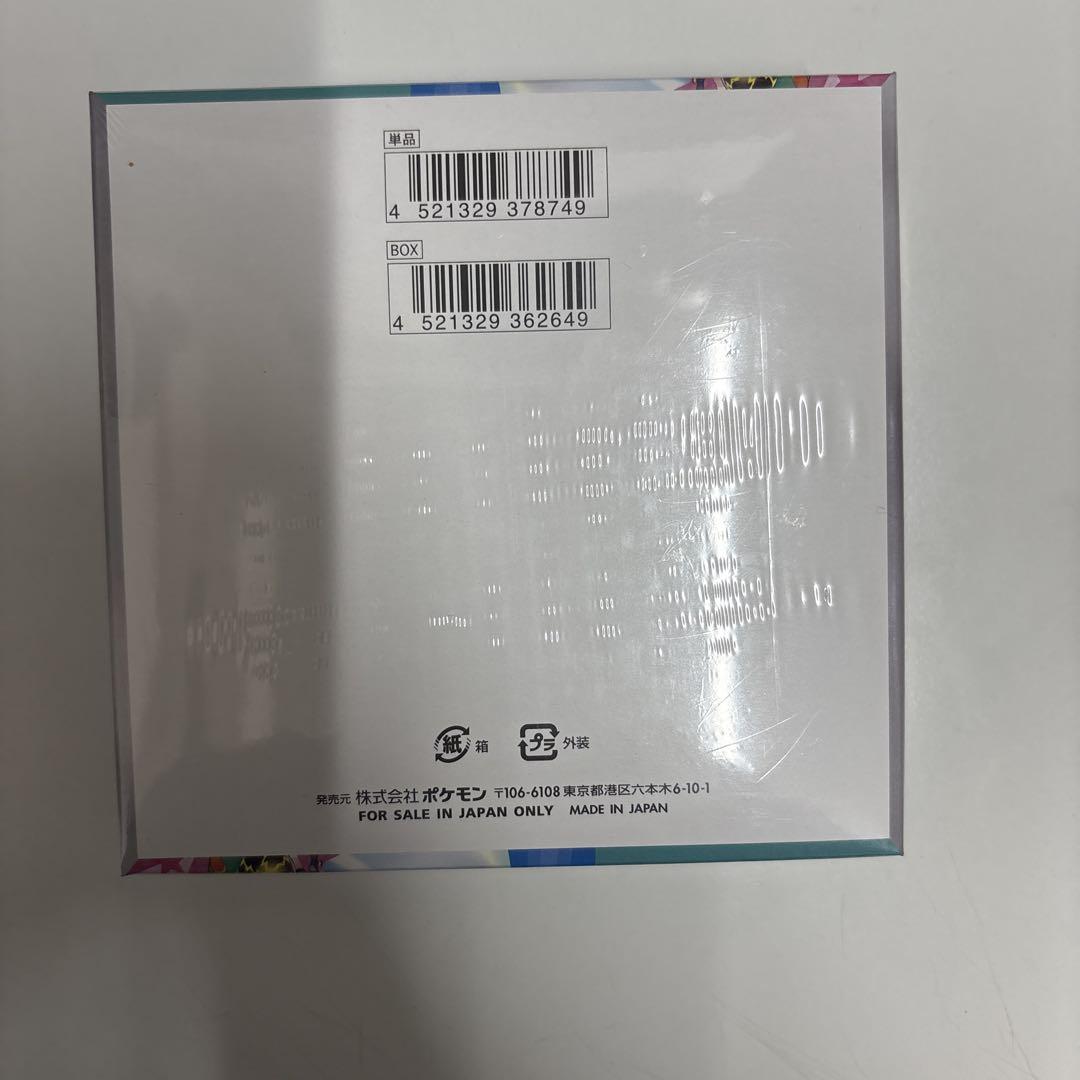 単品
4 521329 378749
BOX
4 521329 362649
紙 箱 プラ 外装
発売元 株式会社 ポケモン 〒106-6108 東京都港区六本木6-10-1
FOR SALE IN JAPAN ONLY MADE IN JAPAN